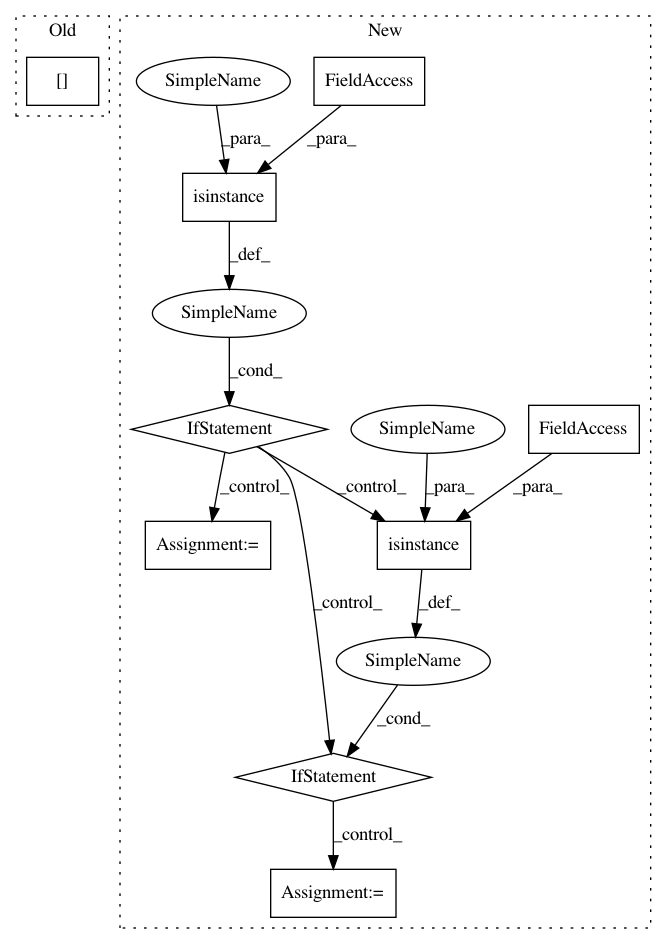 Old
New
[]
SimpleName
FieldAccess
_para_
_para_
isinstance
_def_
SimpleName
_cond_
IfStatement
SimpleName
FieldAccess
_control_
_control_
_para_
_para_
Assignment:=
isinstance
_control_
_def_
SimpleName
_cond_
IfStatement
_control_
Assignment:=